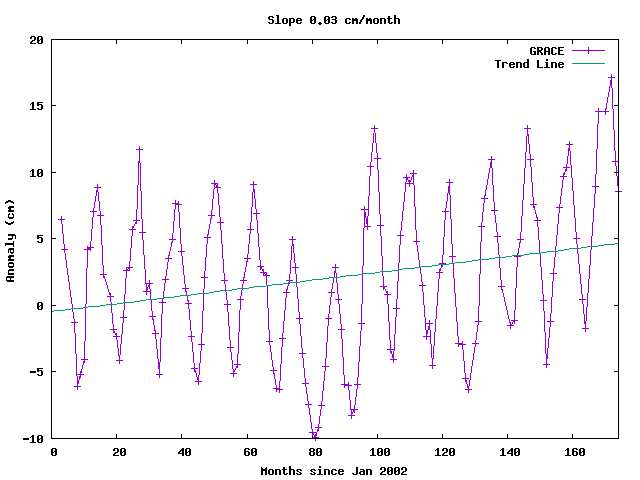 Slope 0.03 cm/month
GRACE
Trend Line
20
15
10
5
0
-5
-10
Anomaly (cm)
0 20 40 60 80 100 120 140 160
Months since Jan 2002